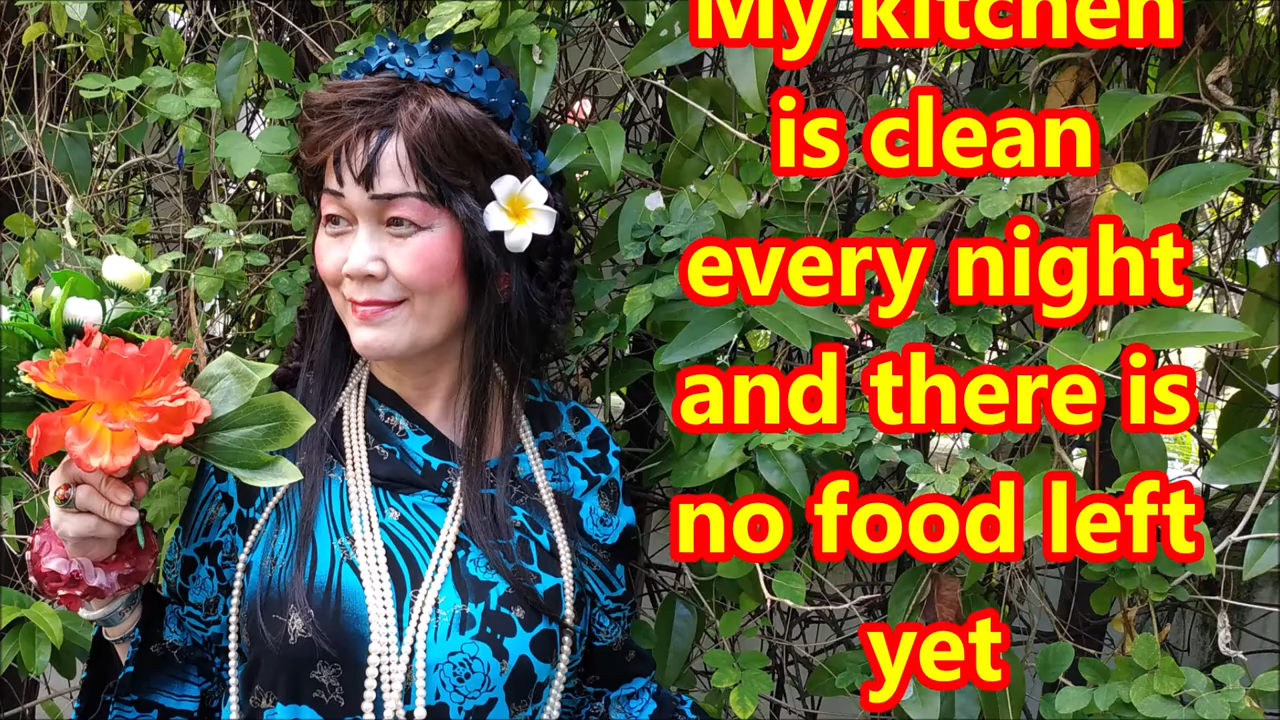 My kitchen
is clean
every night
and there is
no food left
yet